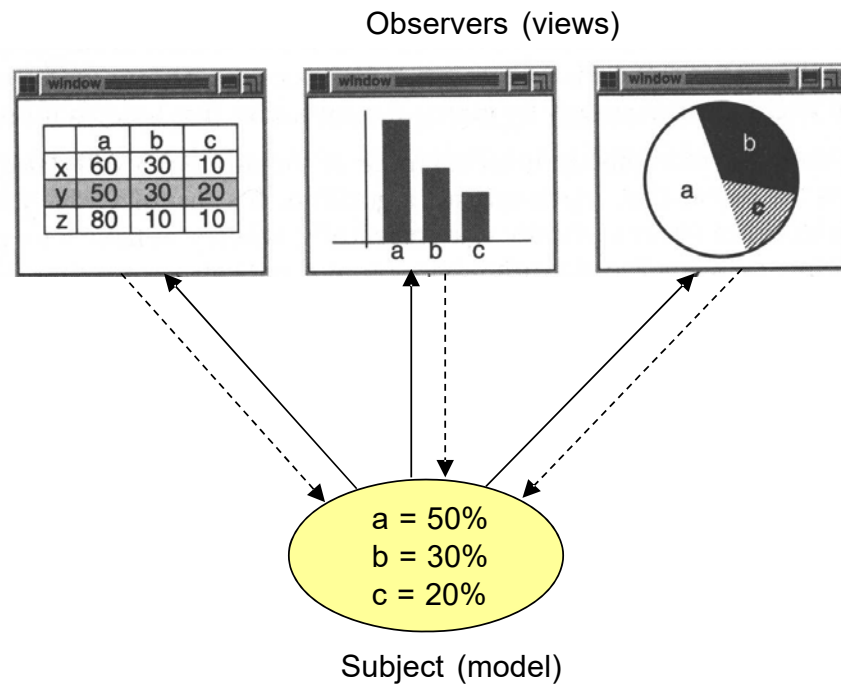 Observers (views)
window
window
window
a b c
x 60 30 10
y 50 30 20
z 80 10 10
a b c
a
b
c
a = 50%
b = 30%
c = 20%
Subject (model)